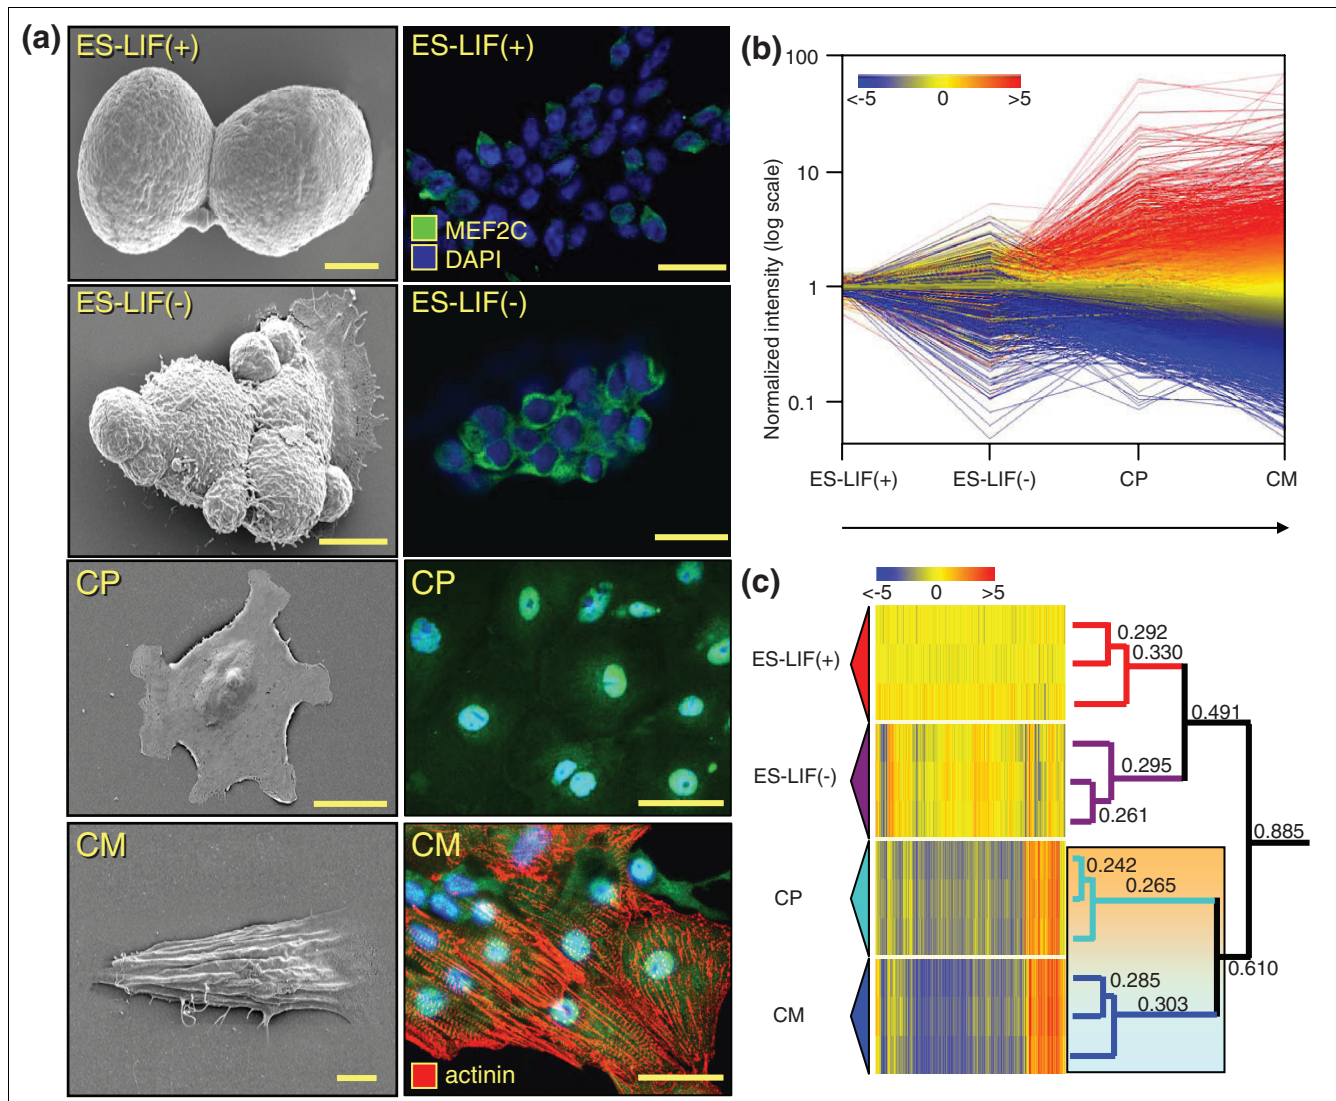 (a)
ES-LIF(+)
ES-LIF(+)
MEF2C
DAPI
ES-LIF(-)
ES-LIF(-)
CP
CP
CM
CM
actinin
(b)
100
10
1
0.1
Normalized intensity (log scale)
<-5 0 >5
ES-LIF(+) ES-LIF(-) CP CM
(c)
<-5 0 >5
ES-LIF(+)
ES-LIF(-)
CP
CM
0.292
0.330
0.491
0.295
0.261
0.885
0.242
0.265
0.610
0.285
0.303